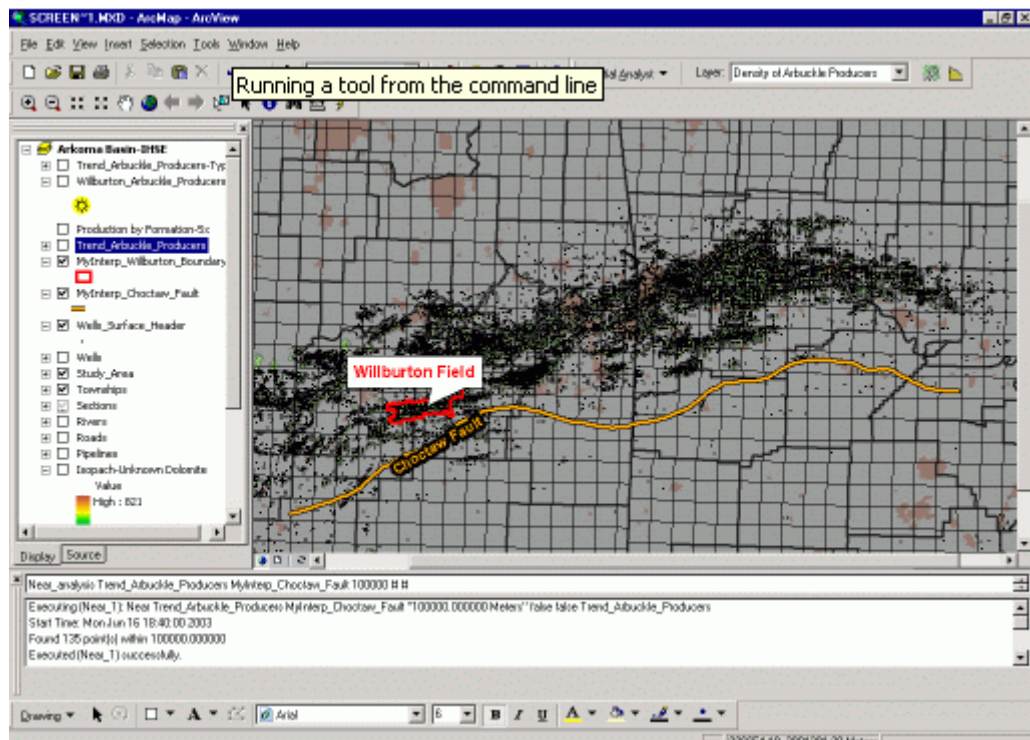 SCREEN~1.MXD - ArcMap - ArcView
File Edit View Insert Selection Tools Window Help
Running a tool from the command line
Analyst
Layer: Density of Arbuckle Producers
Arkoma Basin-DHSE
Trend_Arbuckle_Producers-Typ
Wilburton_Arbuckle_Producers
Production by Formation-Sc
Trend_Arbuckle_Producers
MyInterp_Wilburton_Boundary
MyInterp_Choctaw_Fault
Wells_Surface_Header
Wells
Study_Area
Townships
Sections
Rivers
Roads
Pipelines
Isopach-Unknown Dolomite
Value
High : 821
Willburton Field
Choctaw Fault
Display Source
Near_analysis Trend_Arbuckle_Producers MyInterp_Choctaw_Fault 100000 # #
Executing (Near_1): Near Trend_Arbuckle_Producers MyInterp_Choctaw_Fault "100000.000000 Meters" false false Trend_Arbuckle_Producers
Start Time: Mon Jun 16 18:40:00 2003
Found 135 point(s) within 100000.000000
Executed (Near_1) successfully.
Drawing
Arial
6
B I U A